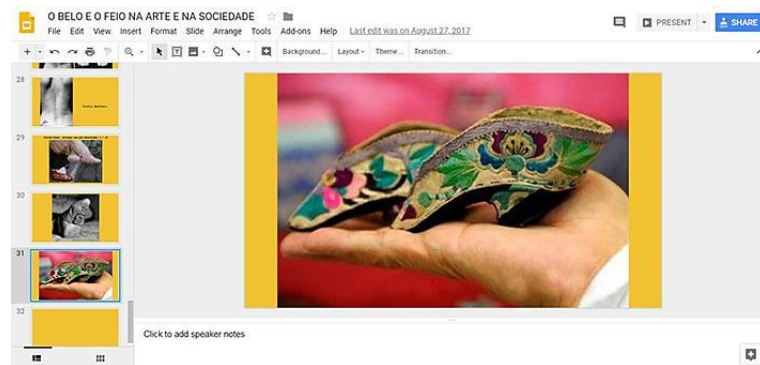 O BELO E O FEIO NA ARTE E NA SOCIEDADE
File Edit View Insert Format Slide Arrange Tools Add-ons Help Last edit was on August 27, 2017
PRESENT
SHARE
Background... Layout Theme... Transition...
28
29
30
31
32
Click to add speaker notes